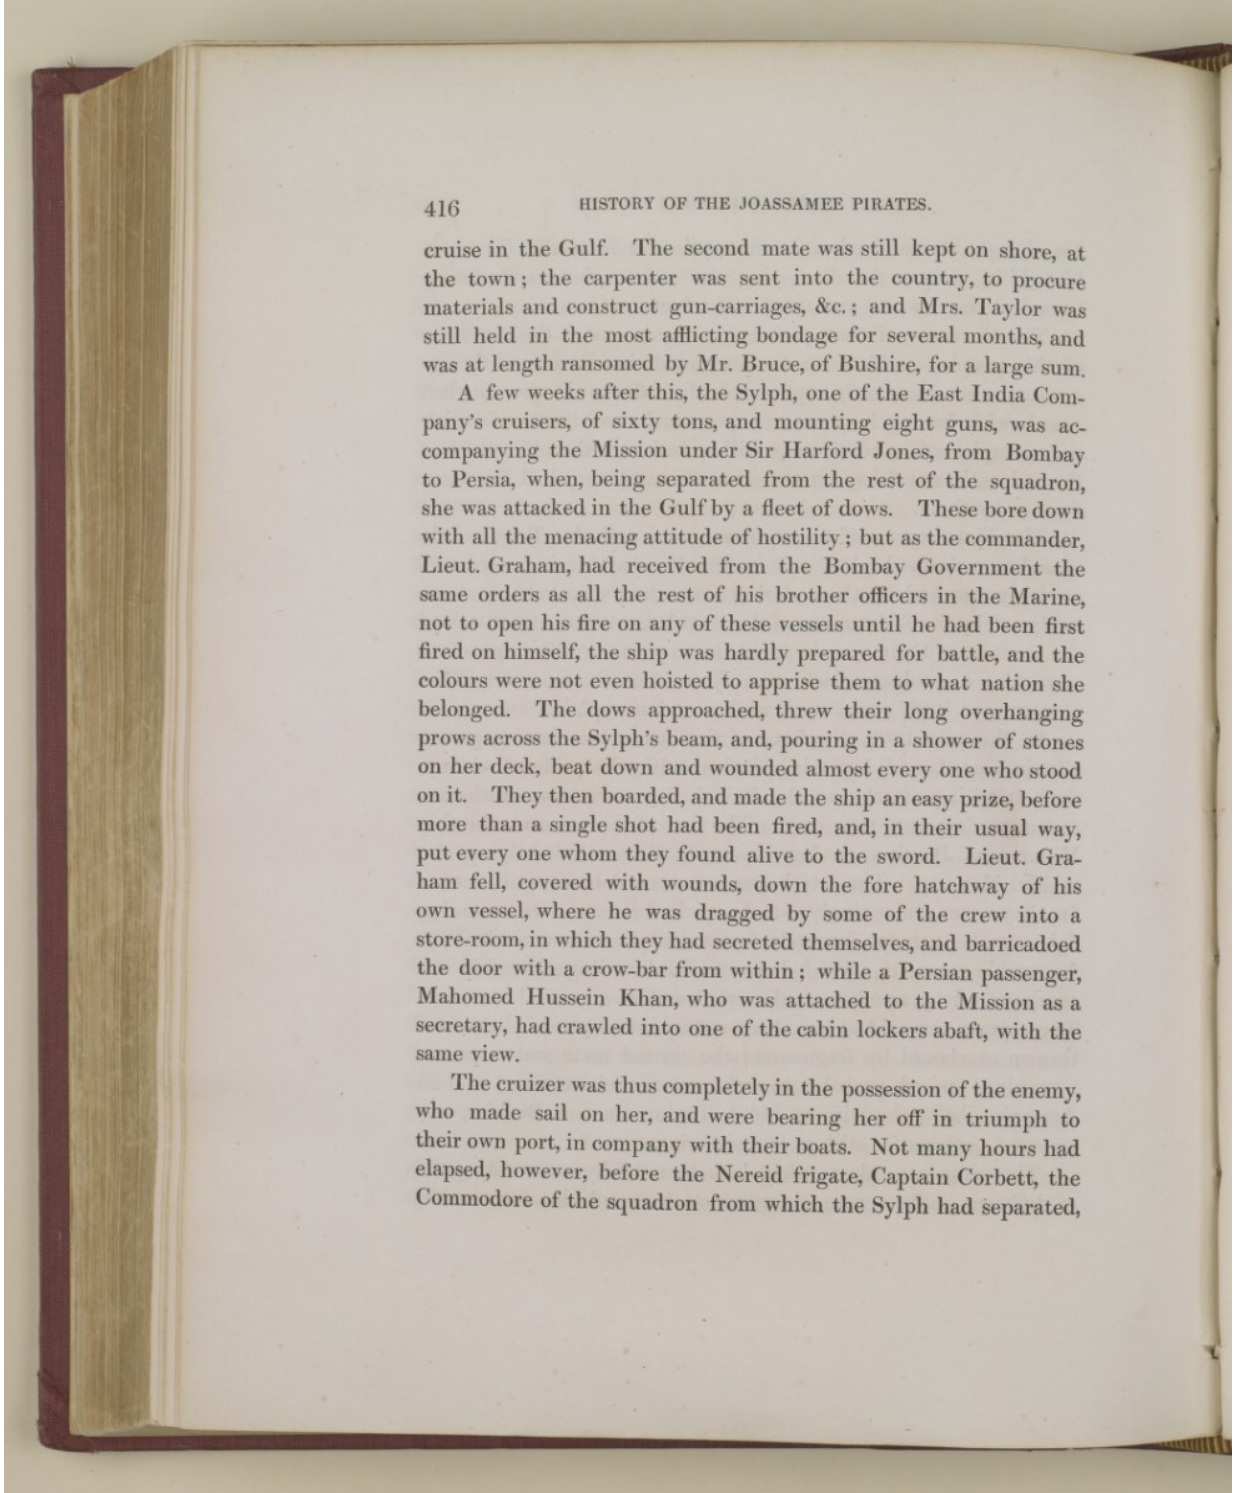 416 HISTORY OF THE JOASSAMEE PIRATES.
cruise in the Gulf. The second mate was still kept on shore, at
the town; the carpenter was sent into the country, to procure
materials and construct gun-carriages, &c.; and Mrs. Taylor was
still held in the most afflicting bondage for several months, and
was at length ransomed by Mr. Bruce, of Bushire, for a large sum.
A few weeks after this, the Sylph, one of the East India Com-
pany's cruisers, of sixty tons, and mounting eight guns, was ac-
companying the Mission under Sir Harford Jones, from Bombay
to Persia, when, being separated from the rest of the squadron,
she was attacked in the Gulf by a fleet of dows. These bore down
with all the menacing attitude of hostility; but as the commander,
Lieut. Graham, had received from the Bombay Government the
same orders as all the rest of his brother officers in the Marine,
not to open his fire on any of these vessels until he had been first
fired on himself, the ship was hardly prepared for battle, and the
colours were not even hoisted to apprise them to what nation she
belonged. The dows approached, threw their long overhanging
prows across the Sylph's beam, and, pouring in a shower of stones
on her deck, beat down and wounded almost every one who stood
on it. They then boarded, and made the ship an easy prize, before
more than a single shot had been fired, and, in their usual way,
put every one whom they found alive to the sword. Lieut. Gra-
ham fell, covered with wounds, down the fore hatchway of his
own vessel, where he was dragged by some of the crew into a
store-room, in which they had secreted themselves, and barricadoed
the door with a crow-bar from within; while a Persian passenger,
Mahomed Hussein Khan, who was attached to the Mission as a
secretary, had crawled into one of the cabin lockers abaft, with the
same view.
The cruizer was thus completely in the possession of the enemy,
who made sail on her, and were bearing her off in triumph to
their own port, in company with their boats. Not many hours had
elapsed, however, before the Nereid frigate, Captain Corbett, the
Commodore of the squadron from which the Sylph had separated,